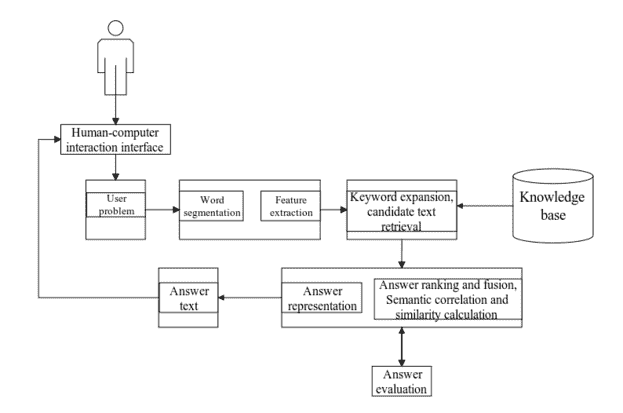 Human-computer
interaction interface
User
problem
Word
segmentation
Feature
extraction
Keyword expansion,
candidate text
retrieval
Knowledge
base
Answer
text
Answer
representation
Answer ranking and fusion,
Semantic correlation and
similarity calculation
Answer
evaluation